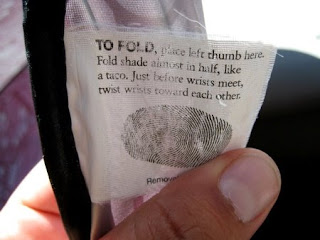 TO FOLD, place left thumb here.
Fold shade almost in half, like
a taco. Just before wrists meet,
twist wrists toward each other.